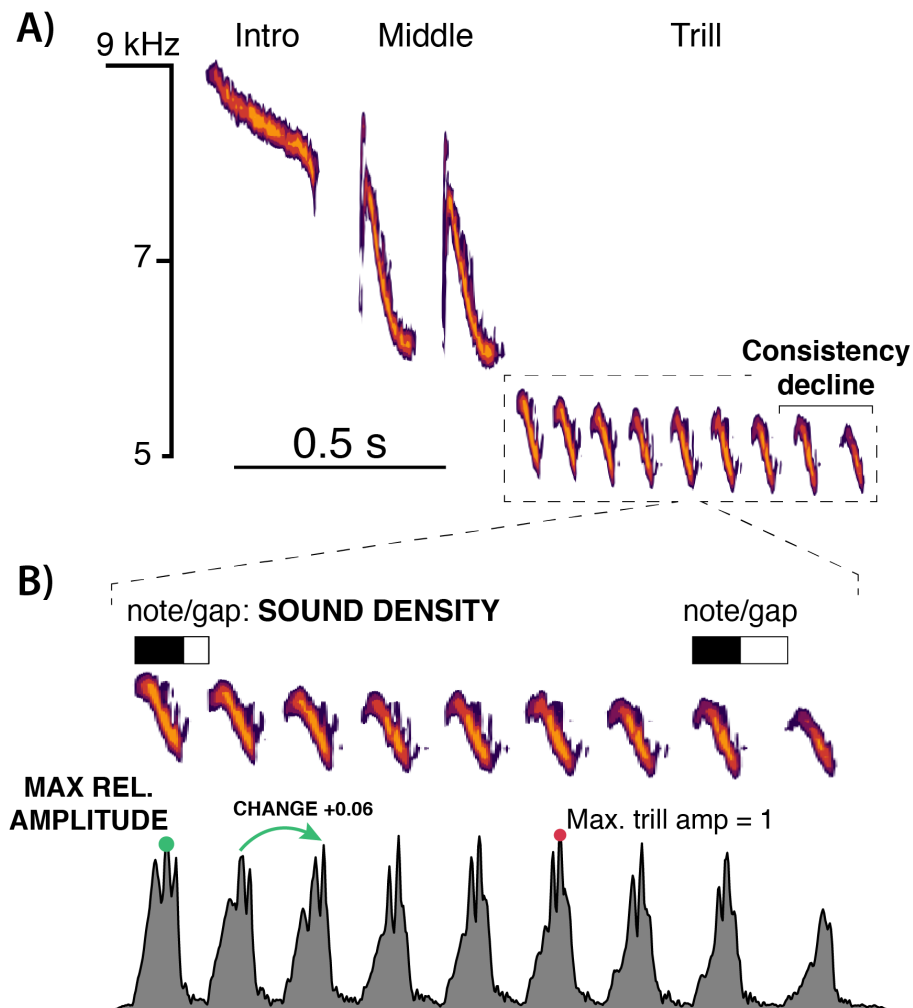 A)
Intro
Middle
Trill
9 kHz
7
5
0.5 s
Consistency
decline
B)
note/gap: SOUND DENSITY
note/gap
MAX REL.
AMPLITUDE
CHANGE +0.06
Max. trill amp = 1